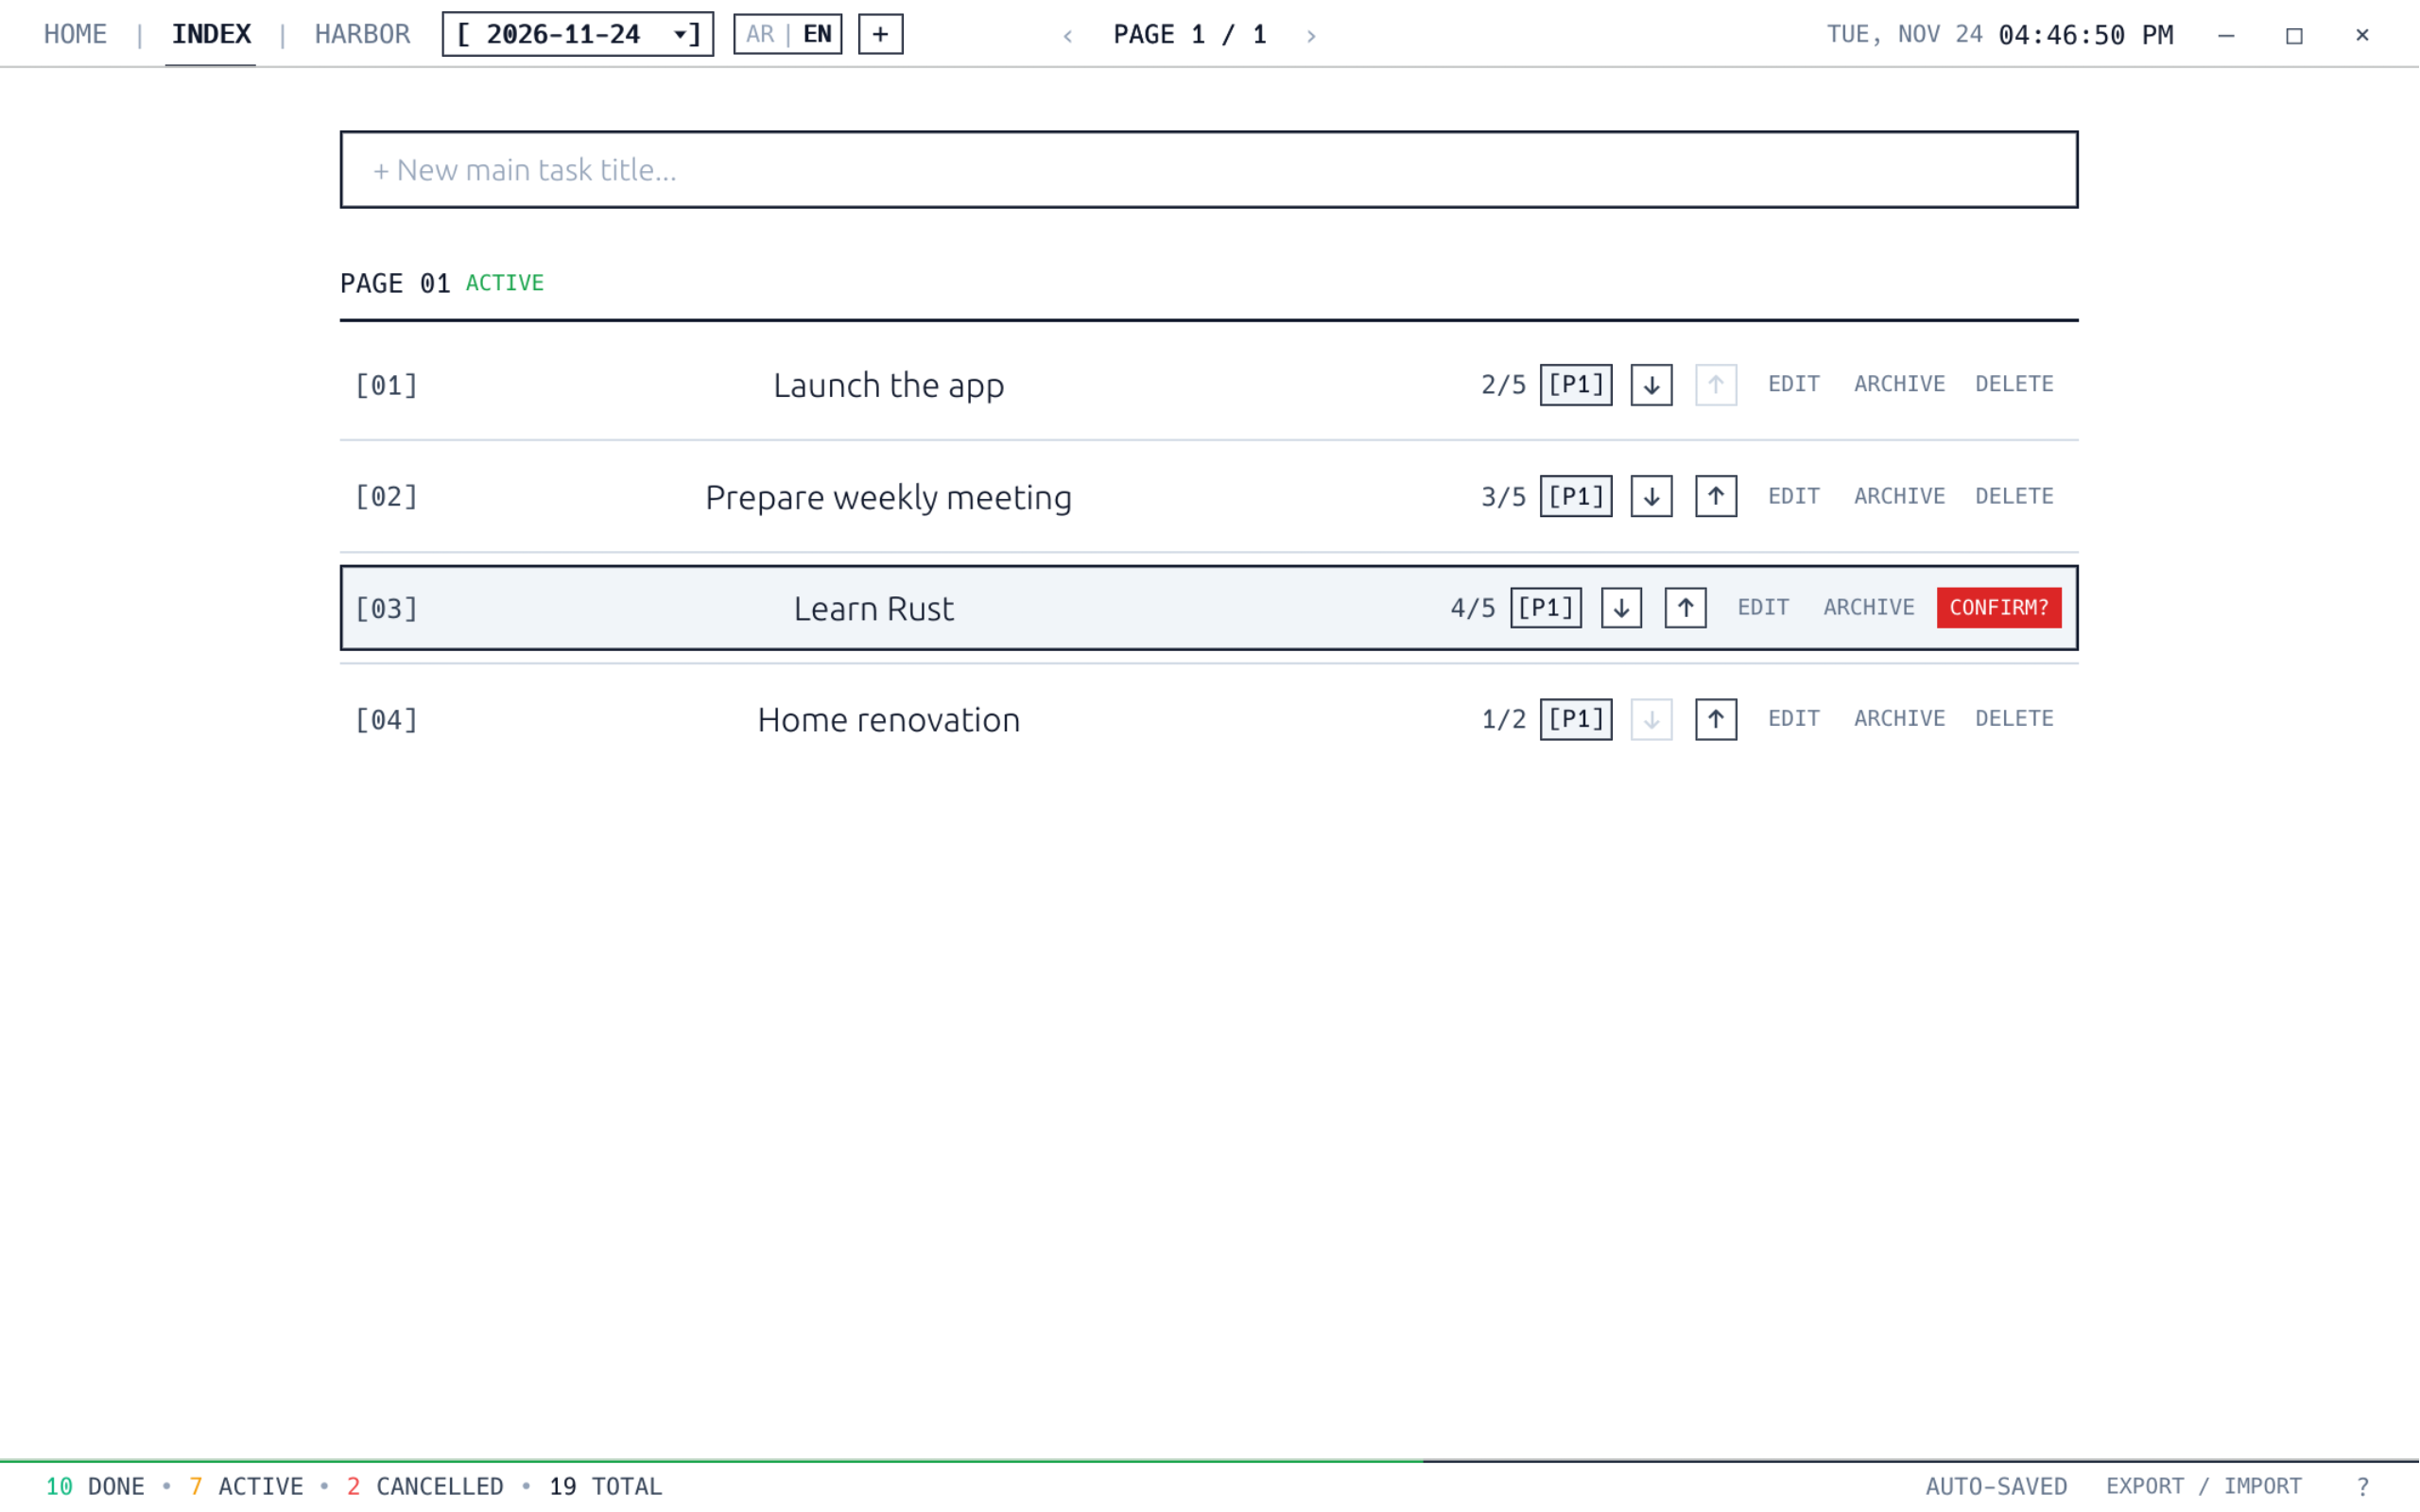 HOME | INDEX | HARBOR [ 2026-11-24 ▾] AR | EN + ‹ PAGE 1 / 1 › TUE, NOV 24 04:46:50 PM — □ ×
+ New main task title...
PAGE 01 ACTIVE
[01] Launch the app 2/5 [P1] ↓ ↑ EDIT ARCHIVE DELETE
[02] Prepare weekly meeting 3/5 [P1] ↓ ↑ EDIT ARCHIVE DELETE
[03] Learn Rust 4/5 [P1] ↓ ↑ EDIT ARCHIVE CONFIRM?
[04] Home renovation 1/2 [P1] ↓ ↑ EDIT ARCHIVE DELETE
10 DONE • 7 ACTIVE • 2 CANCELLED • 19 TOTAL AUTO-SAVED EXPORT / IMPORT ?